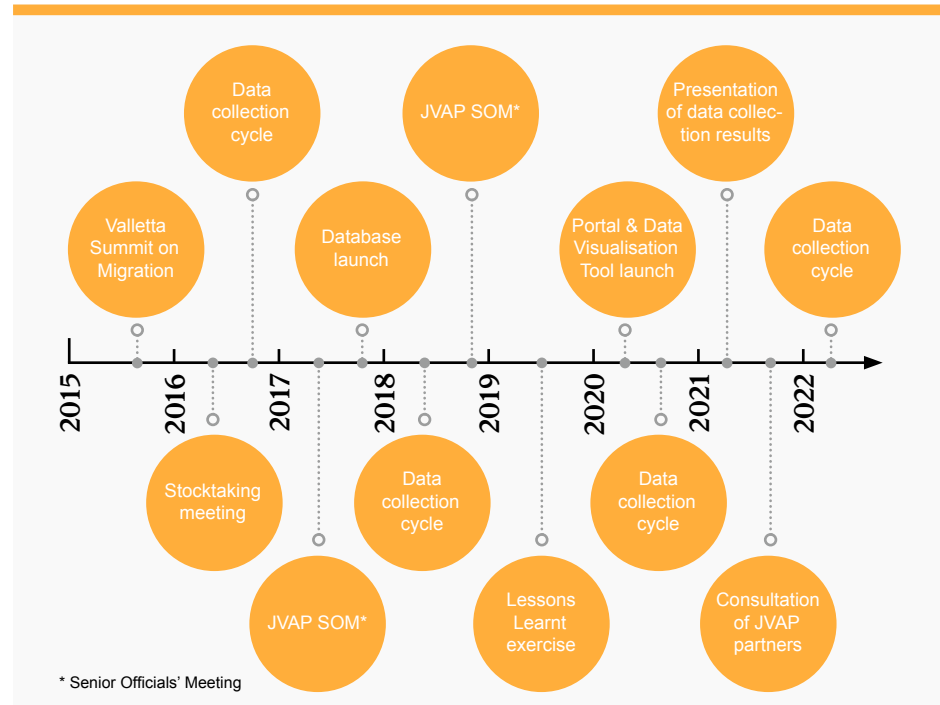 Data
collection
cycle
JVAP SOM*
Presentation
of data collec-
tion results
Valletta
Summit on
Migration
Database
launch
Portal & Data
Visualisation
Tool launch
Data
collection
cycle
2015
2016
2017
2018
2019
2020
2021
2022
Stocktaking
meeting
Data
collection
cycle
Data
collection
cycle
JVAP SOM*
Lessons
Learnt
exercise
Consultation
of JVAP
partners
* Senior Officials' Meeting